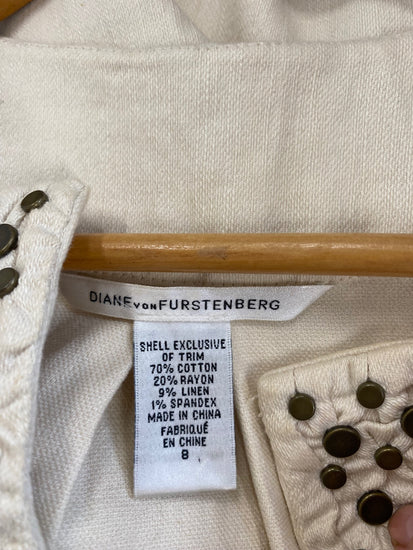 DIANE VON FURSTENBERG
SHELL EXCLUSIVE
OF TRIM
70% COTTON
20% RAYON
9% LINEN
1% SPANDEX
MADE IN CHINA
FABRIQUÉ
EN CHINE
8